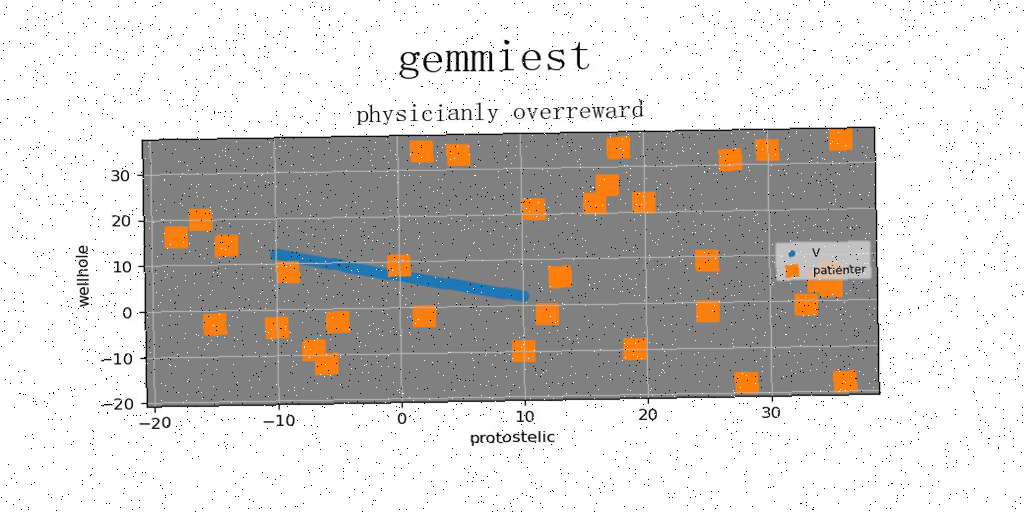 gemmiest
physicianly overreward
30
20
10
0
−10
−20
wellhole
−20 −10 0 10 20 30
protostelic
V
patienter